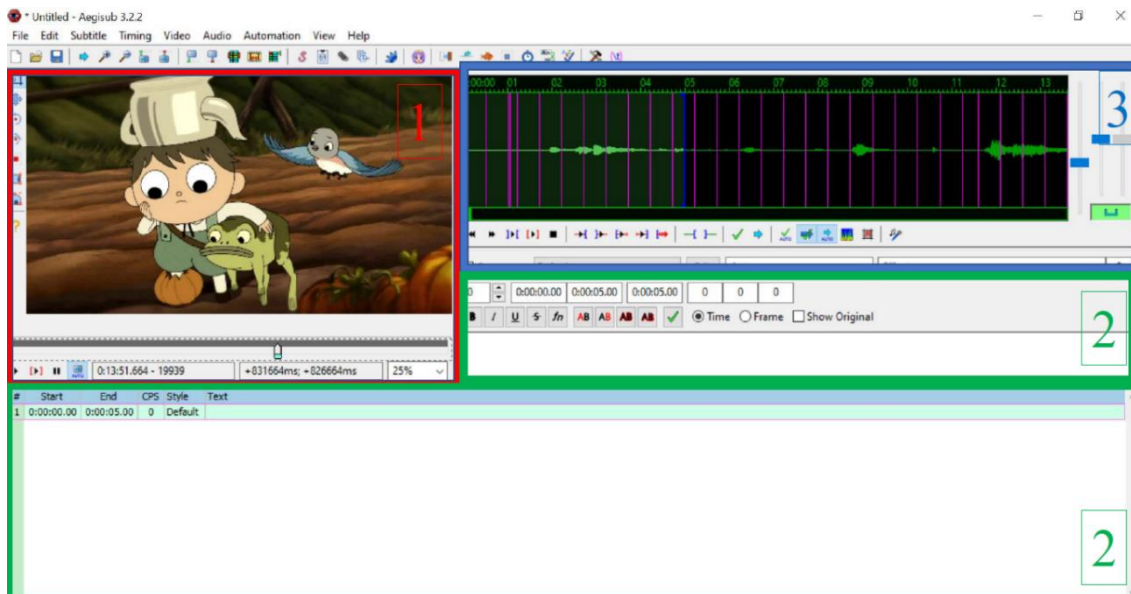 * Untitled - Aegisub 3.2.2
File Edit Subtitle Timing Video Audio Automation View Help
1
:00:00 01 02 03 04 05 06 07 08 09 10 11 12 13
3
AUTO AUTO
0 0:00:00.00 0:00:05.00 0:00:05.00 0 0 0
B I U S fn AB AB AB AB Time Frame Show Original
2
AUTO 0:13:51.664 - 19939 +831664ms; +826664ms 25%
# Start End CPS Style Text
1 0:00:00.00 0:00:05.00 0 Default
2